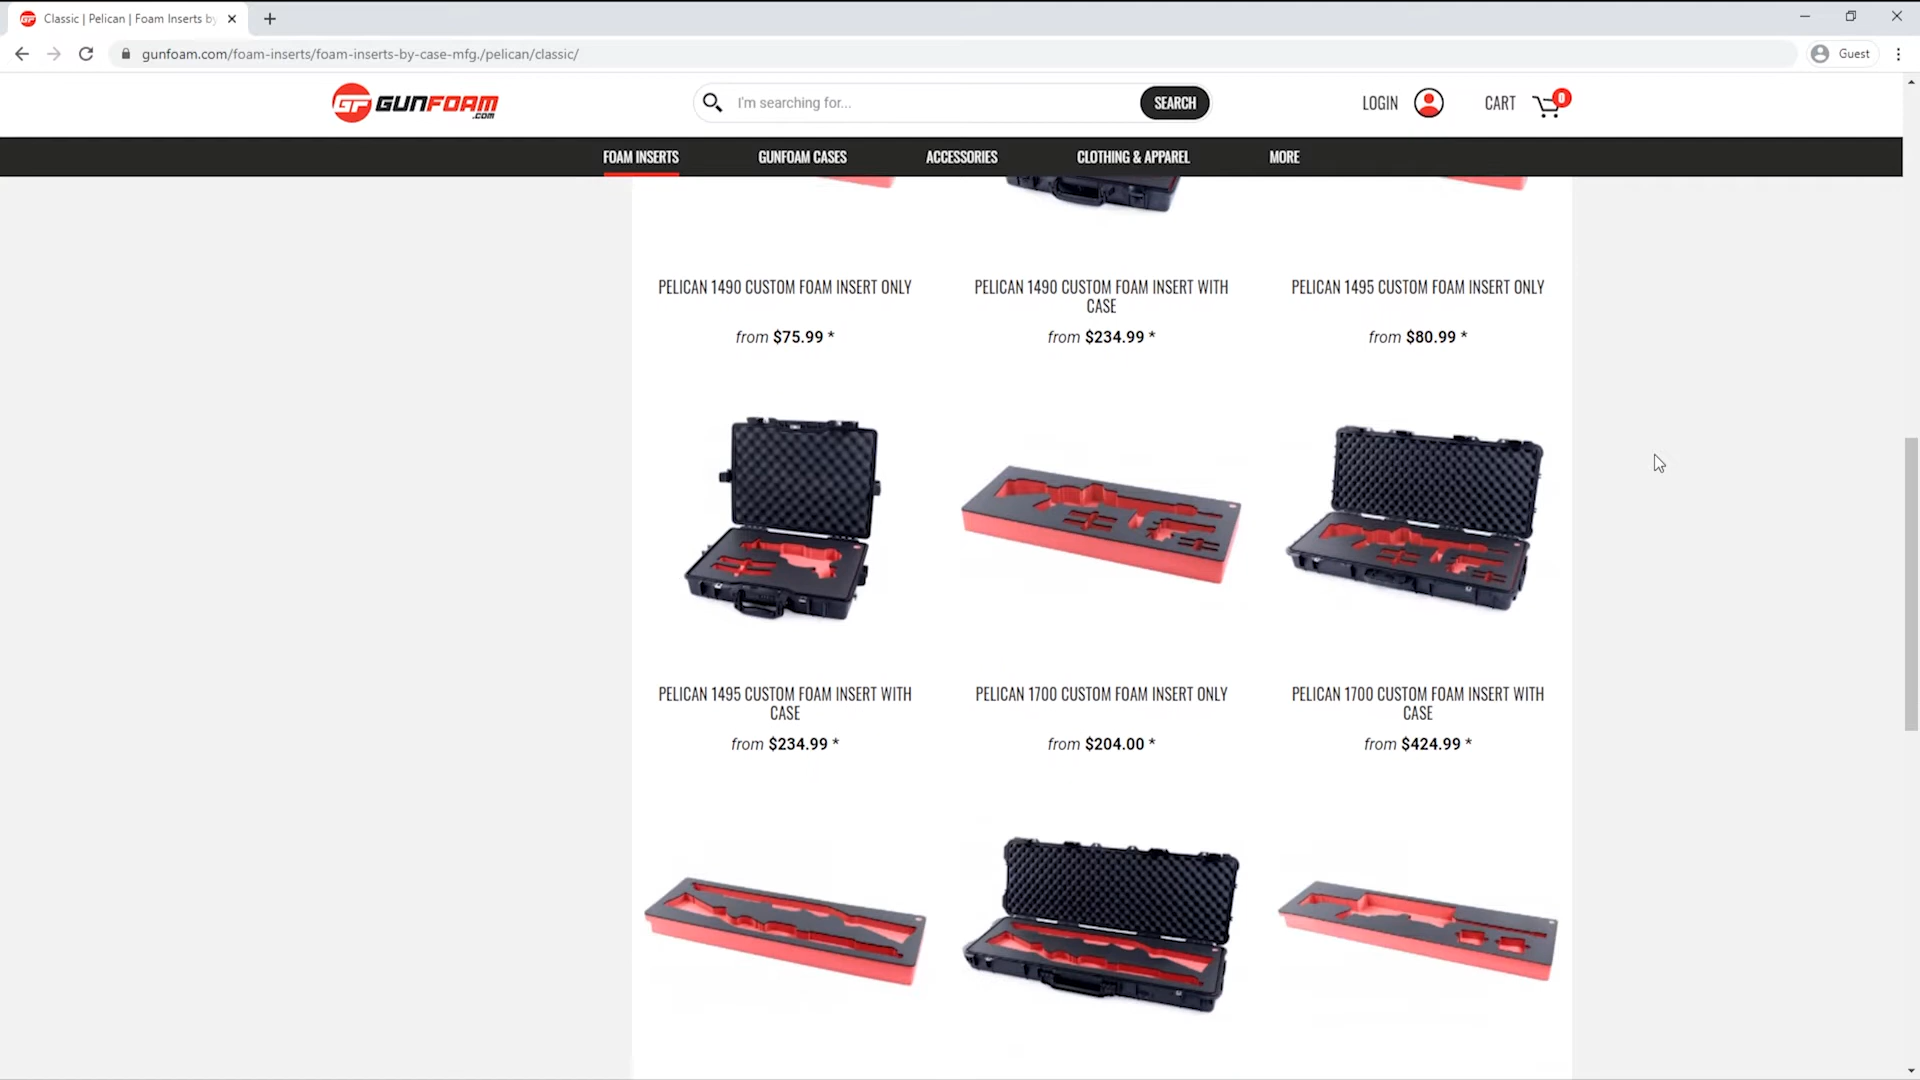 Classic | Pelican | Foam Inserts by
gunfoam.com/foam-inserts/foam-inserts-by-case-mfg./pelican/classic/
Guest
GF GUNFOAM
.COM
I'm searching for...
SEARCH
LOGIN
CART
0
FOAM INSERTS
GUNFOAM CASES
ACCESSORIES
CLOTHING & APPAREL
MORE
PELICAN 1490 CUSTOM FOAM INSERT ONLY
from $75.99 *
PELICAN 1490 CUSTOM FOAM INSERT WITH
CASE
from $234.99 *
PELICAN 1495 CUSTOM FOAM INSERT ONLY
from $80.99 *
PELICAN 1495 CUSTOM FOAM INSERT WITH
CASE
from $234.99 *
PELICAN 1700 CUSTOM FOAM INSERT ONLY
from $204.00 *
PELICAN 1700 CUSTOM FOAM INSERT WITH
CASE
from $424.99 *